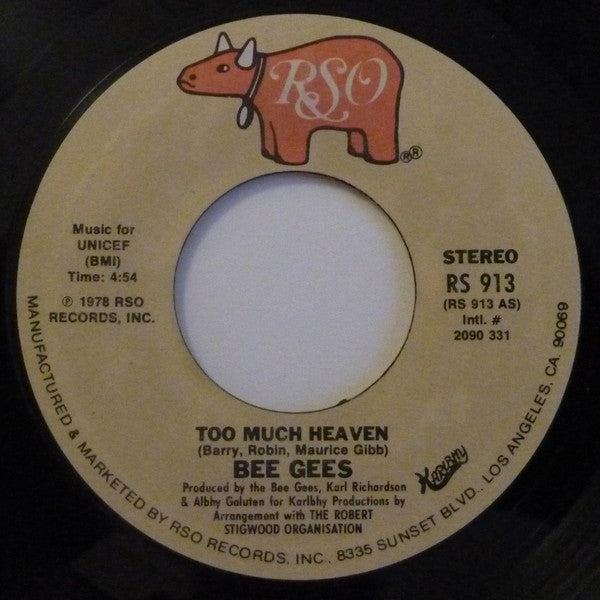 RSO
®®
Music for
UNICEF
(BMI)
Time: 4:54
℗ 1978 RSO
RECORDS, INC.
STEREO
RS 913
(RS 913 AS)
Intl. #
2090 331
TOO MUCH HEAVEN
(Barry, Robin, Maurice Gibb)
BEE GEES
Produced by the Bee Gees, Karl Richardson
& Albhy Galuten for Karlbhy Productions by
Arrangement with THE ROBERT
STIGWOOD ORGANISATION
Karlbhy
MANUFACTURED & MARKETED BY RSO RECORDS, INC., 8335 SUNSET BLVD., LOS ANGELES, CA. 90069